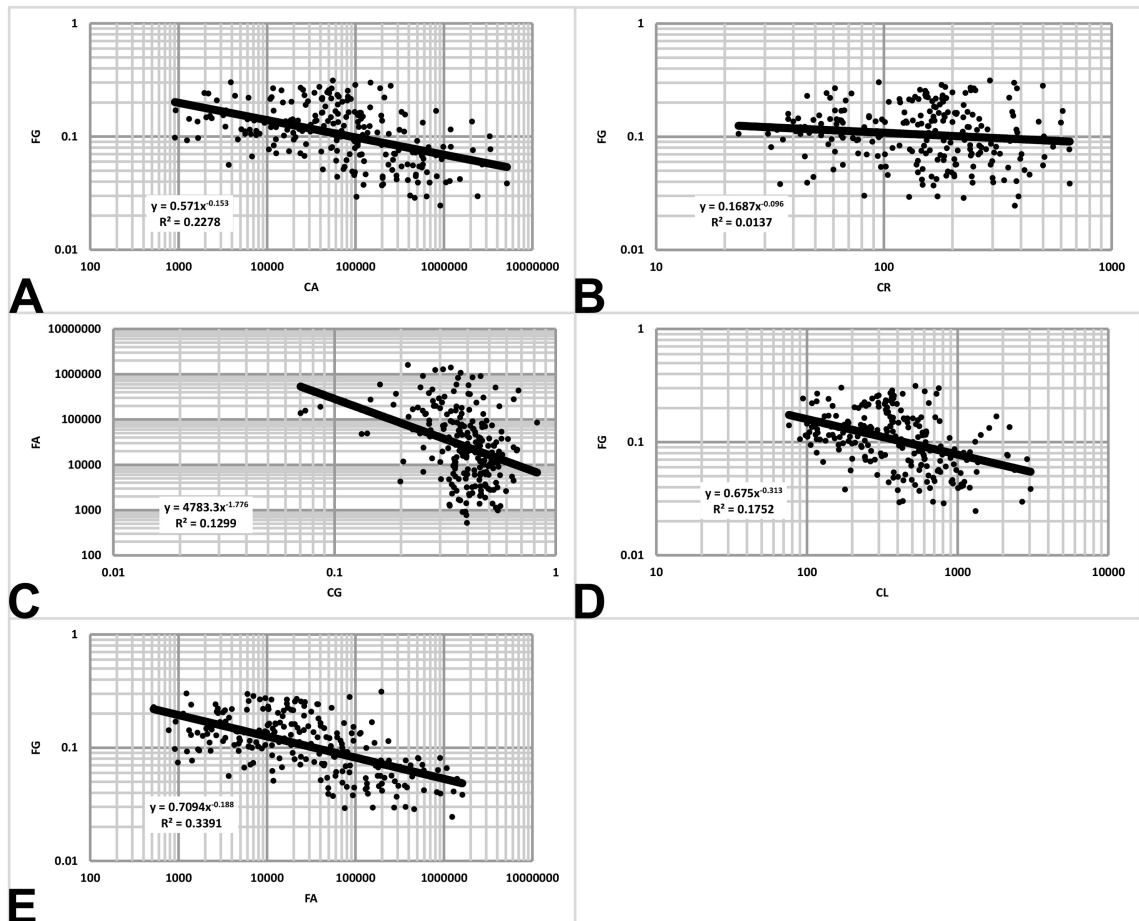 1
FG
0.1
y = 0.571x^-0.153
R² = 0.2278
0.01
100 1000 10000 100000 1000000 10000000
CA
A
1
FG
0.1
y = 0.1687x^-0.096
R² = 0.0137
0.01
10 100 1000
CR
B
10000000
1000000
100000
FA
10000
y = 4783.3x^-1.776
R² = 0.1299
1000
100
0.01 0.1 1
CG
C
1
FG
0.1
y = 0.675x^-0.313
R² = 0.1752
0.01
10 100 1000 10000
CL
D
1
FG
0.1
y = 0.7094x^-0.188
R² = 0.3391
0.01
100 1000 10000 100000 1000000 10000000
FA
E